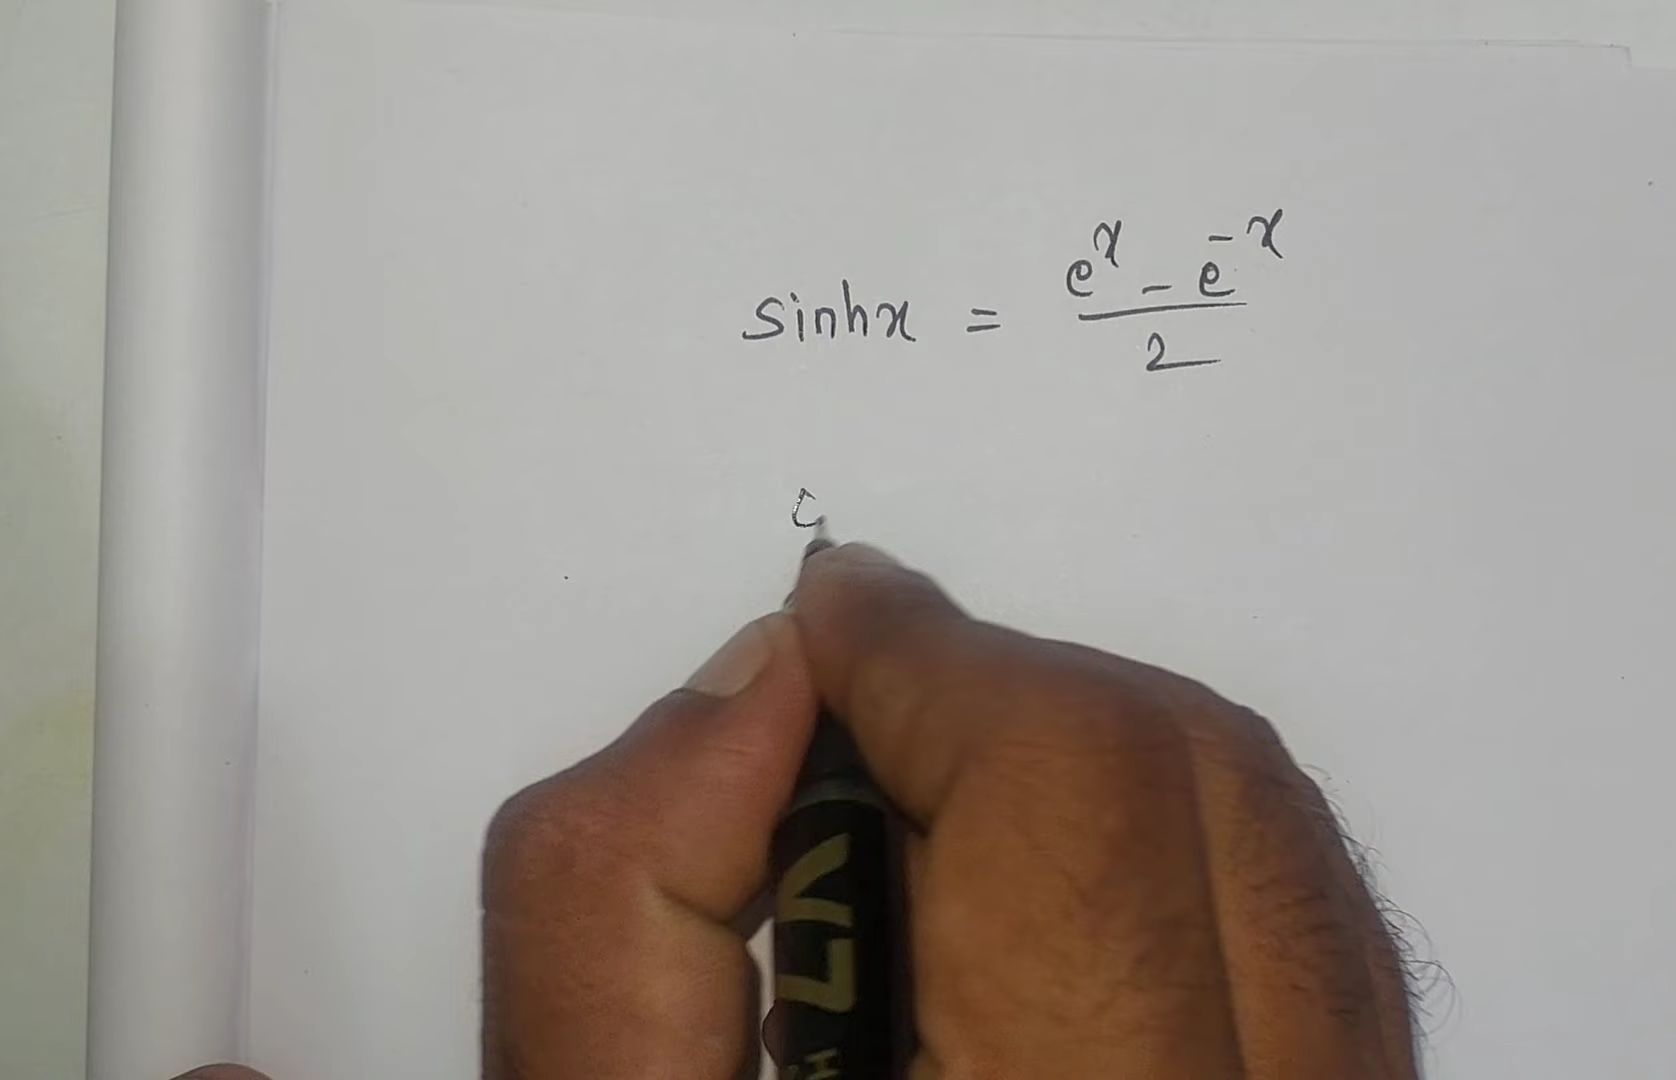 sinhx = (e^x - e^-x)/2
c